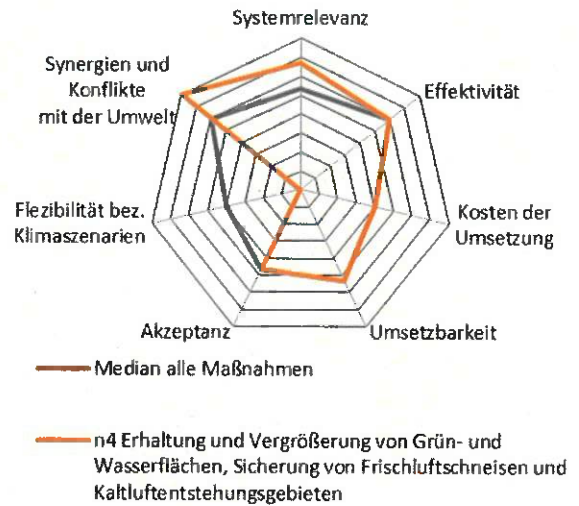 Systemrelevanz
Synergien und
Konflikte
mit der Umwelt
Effektivität
Flezibilität bez.
Klimaszenarien
Kosten der
Umsetzung
Akzeptanz
Umsetzbarkeit
Median alle Maßnahmen
n4 Erhaltung und Vergrößerung von Grün- und
Wasserflächen, Sicherung von Frischluftschneisen und
Kaltluftentstehungsgebieten